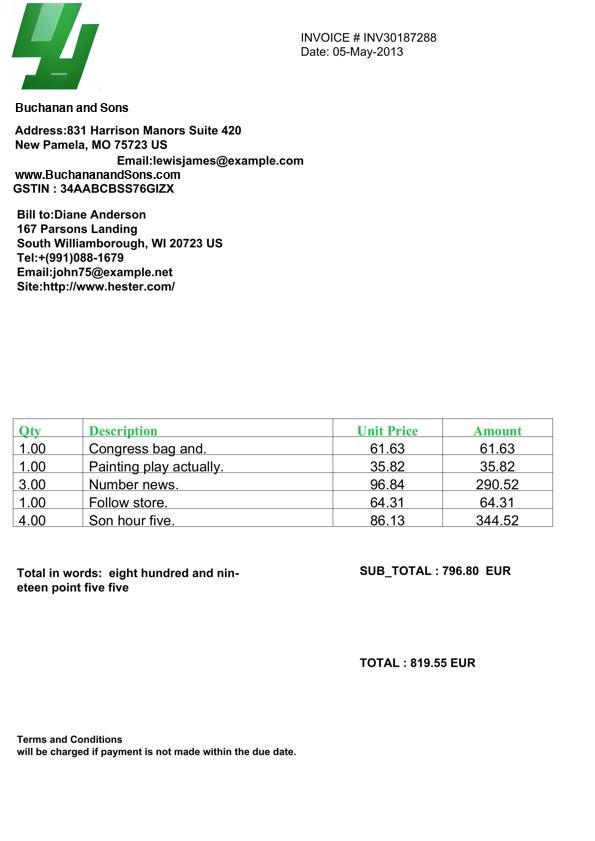 INVOICE # INV30187288
Date: 05-May-2013
Buchanan and Sons
Address:831 Harrison Manors Suite 420
New Pamela, MO 75723 US
Email:lewisjames@example.com
www.BuchananandSons.com
GSTIN : 34AABCBSS76GIZX
Bill to:Diane Anderson
167 Parsons Landing
South Williamborough, WI 20723 US
Tel:+(991)088-1679
Email:john75@example.net
Site:http://www.hester.com/
Qty Description Unit Price Amount
1.00 Congress bag and. 61.63 61.63
1.00 Painting play actually. 35.82 35.82
3.00 Number news. 96.84 290.52
1.00 Follow store. 64.31 64.31
4.00 Son hour five. 86.13 344.52
Total in words: eight hundred and nin-
eteen point five five
SUB_TOTAL : 796.80 EUR
TOTAL : 819.55 EUR
Terms and Conditions
will be charged if payment is not made within the due date.